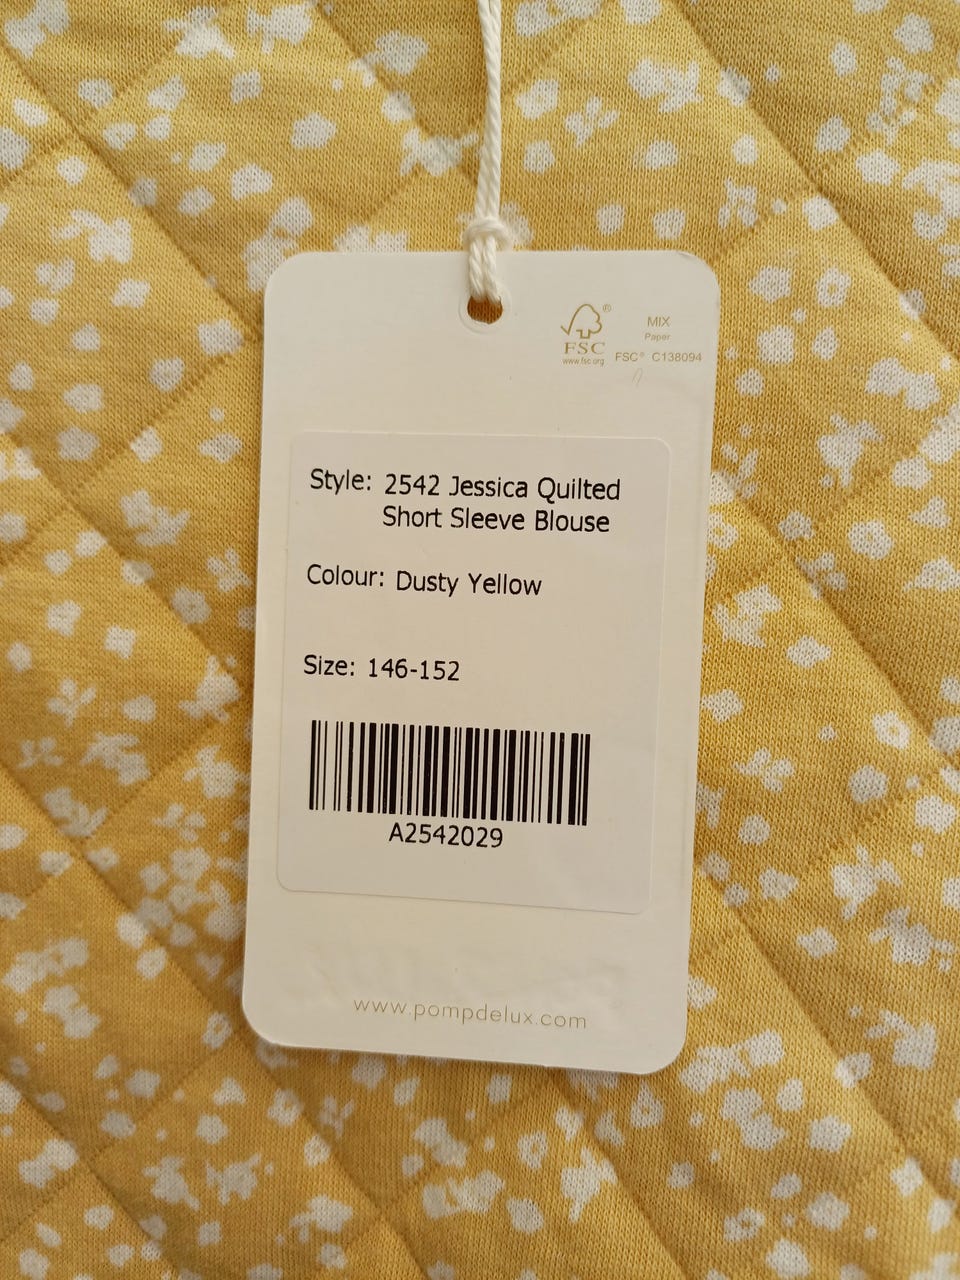 FSC®
www.fsc.org
MIX
Paper
FSC® C138094
Style: 2542 Jessica Quilted
Short Sleeve Blouse
Colour: Dusty Yellow
Size: 146-152
A2542029
www.pompdelux.com